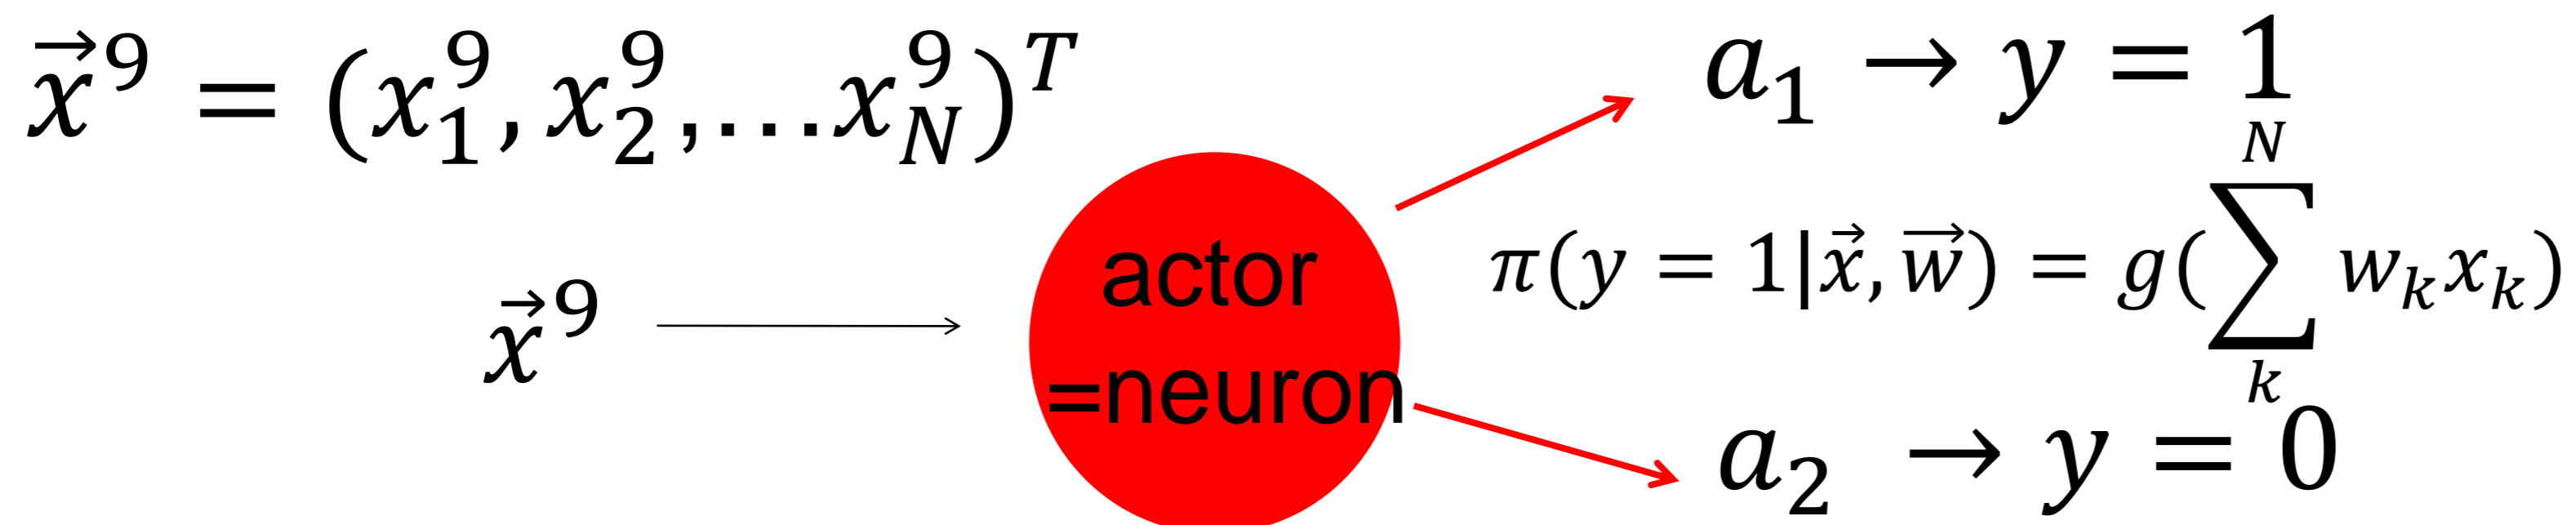 x⃗⁹ = (x₁⁹, x₂⁹,...x_N⁹)ᵀ
a₁ → y = 1
x⃗⁹
actor
=neuron
π(y = 1|x⃗, w⃗) = g(∑_k^N w_k x_k)
a₂ → y = 0